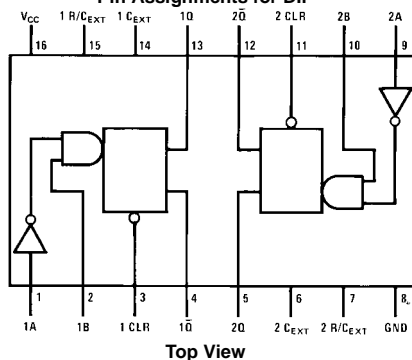 Pin Assignments for DIP
VCC 1 R/CEXT 1 CEXT 1Q 2Q̅ 2 CLR 2B 2A
16 15 14 13 12 11 10 9
1 2 3 4 5 6 7 8
1A 1B 1 CLR 1Q̅ 2Q 2 CEXT 2 R/CEXT GND
Top View